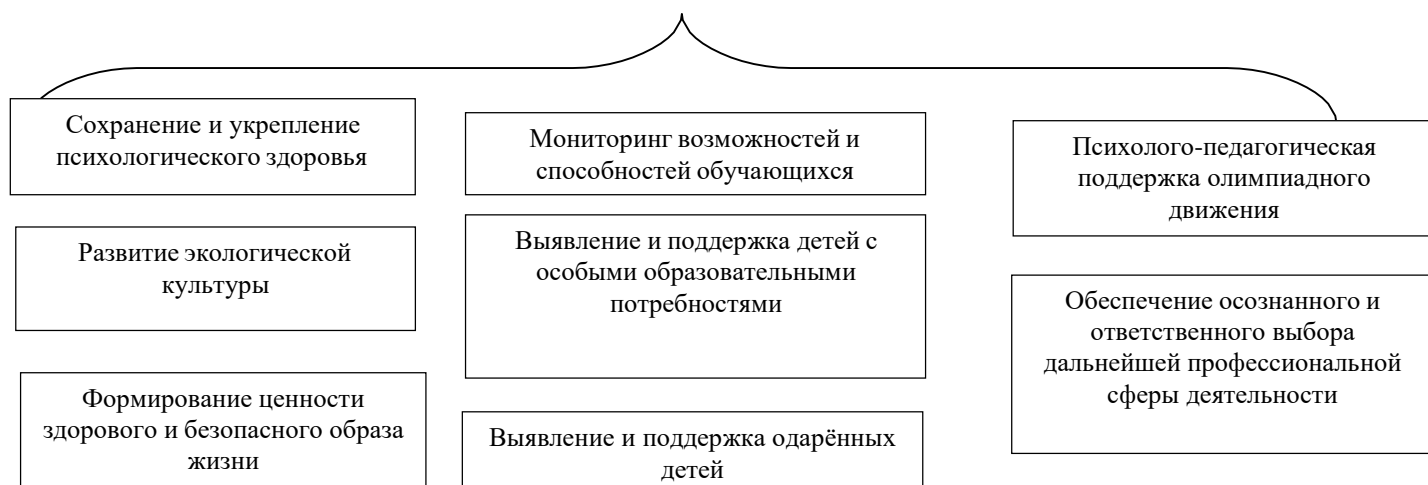 Сохранение и укрепление
психологического здоровья
Развитие экологической
культуры
Формирование ценности
здорового и безопасного образа
жизни
Мониторинг возможностей и
способностей обучающихся
Выявление и поддержка детей с
особыми образовательными
потребностями
Выявление и поддержка одарённых
детей
Психолого-педагогическая
поддержка олимпиадного
движения
Обеспечение осознанного и
ответственного выбора
дальнейшей профессиональной
сферы деятельности